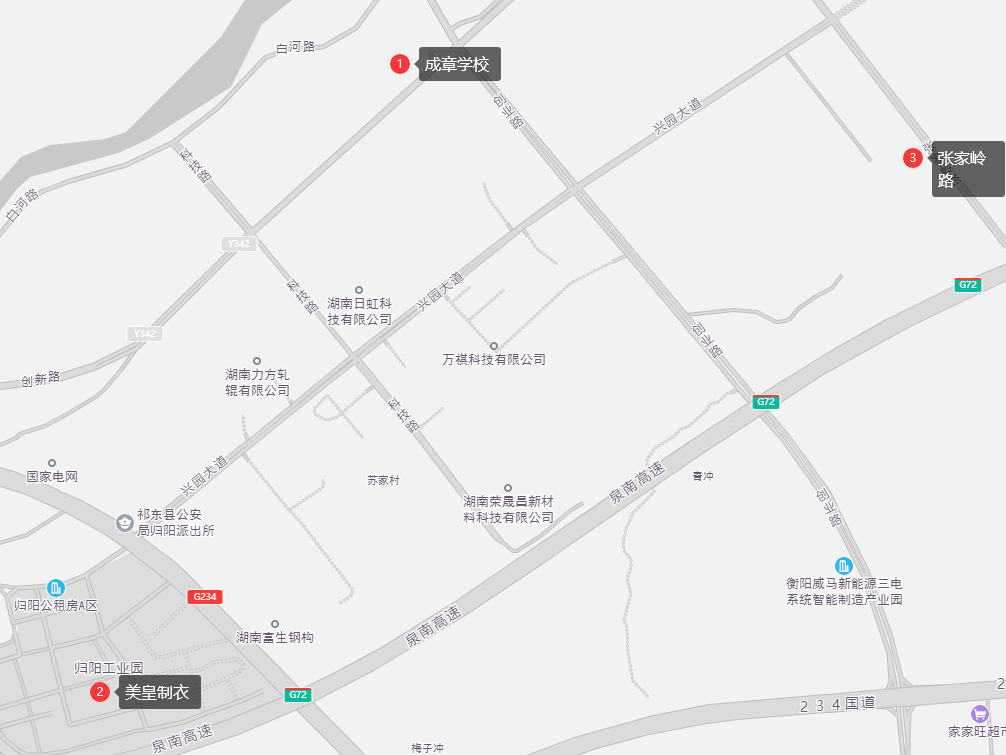 白河路
1
成章学校
创业路
兴园大道
科技路
3
张家岭
路
张
白河路
Y342
G72
科技路
兴园大道
湖南日虹科
技有限公司
Y342
创业路
万祺科技有限公司
创新路
湖南力方轧
辊有限公司
G72
科技路
国家电网
兴园大道
苏家村
泉南高速
青冲
湖南荣晟昌新材
料科技有限公司
创业路
祁东县公安
局归阳派出所
衡阳威马新能源三电
系统智能制造产业园
归阳公租房A区
G234
湖南富生钢构
泉南高速
归阳工业园
2
美皇制衣
G72
2
234国道
家家旺超市
泉南高速
梅子冲